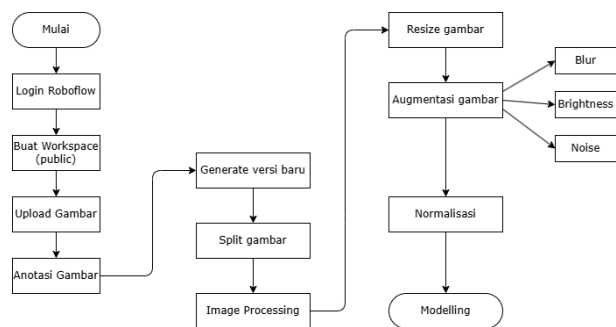 Mulai
Login Roboflow
Buat Workspace
(public)
Upload Gambar
Anotasi Gambar
Generate versi baru
Split gambar
Image Processing
Resize gambar
Augmentasi gambar
Blur
Brightness
Noise
Normalisasi
Modelling